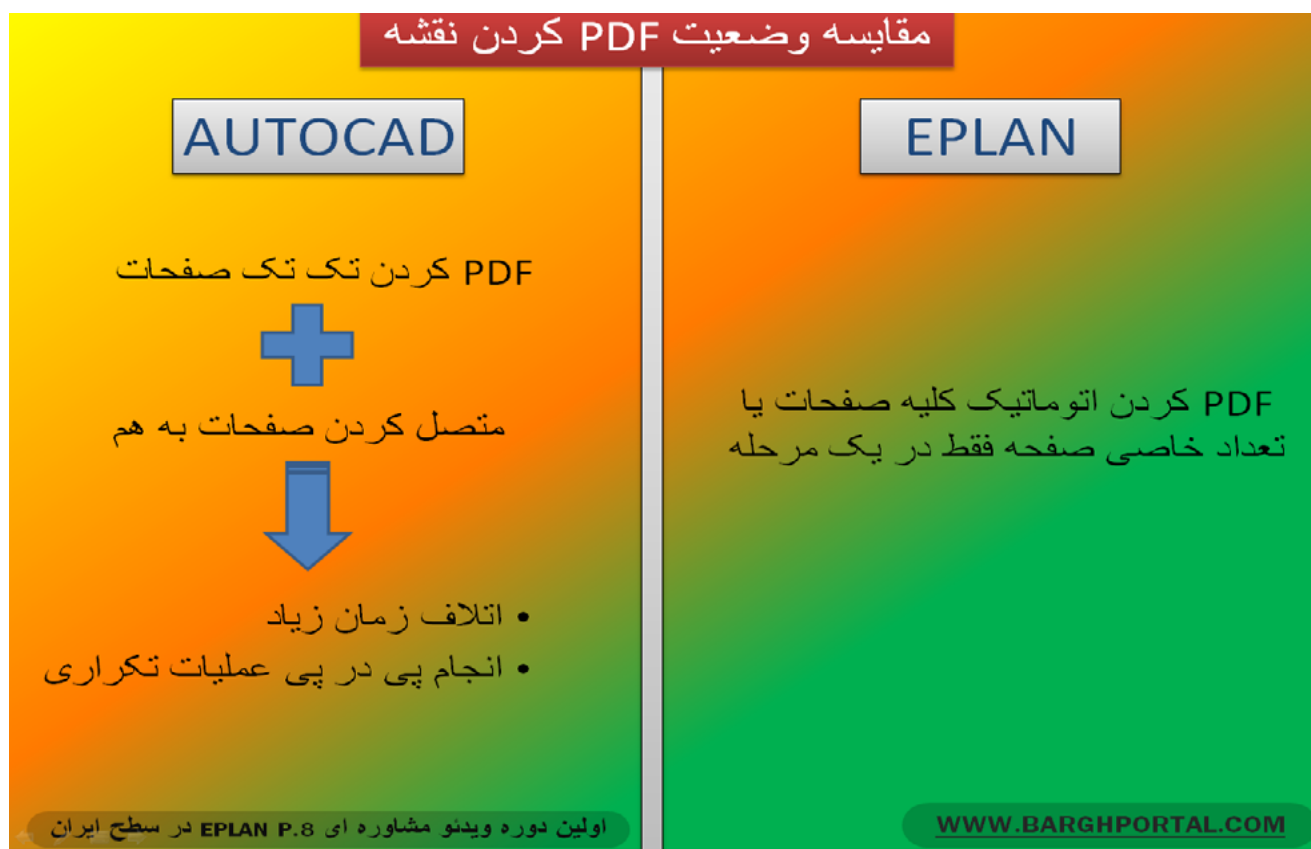 مقایسه وضعیت PDF کردن نقشه
AUTOCAD
PDF کردن تک تک صفحات
متصل کردن صفحات به هم
• اتلاف زمان زیاد
• انجام پی در پی عملیات تکراری
اولین دوره ویدئو مشاوره ای EPLAN P.8 در سطح ایران
EPLAN
PDF کردن اتوماتیک کلیه صفحات یا
تعداد خاصی صفحه فقط در یک مرحله
WWW.BARGHPORTAL.COM